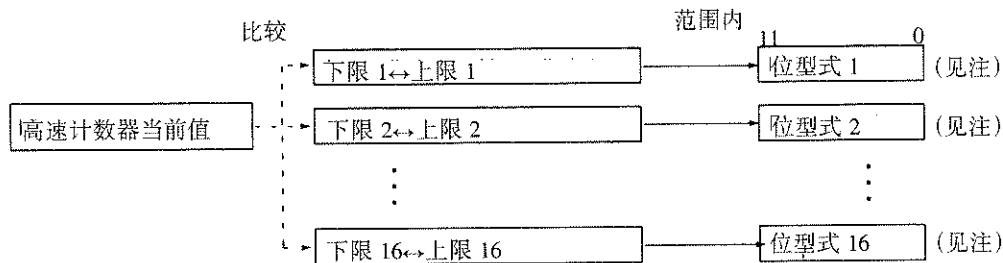 比较
范围内
11 0
下限 1↔上限 1
位型式 1
(见注)
高速计数器当前值
下限 2↔上限 2
位型式 2
(见注)
下限 16↔上限 16
位型式 16
(见注)